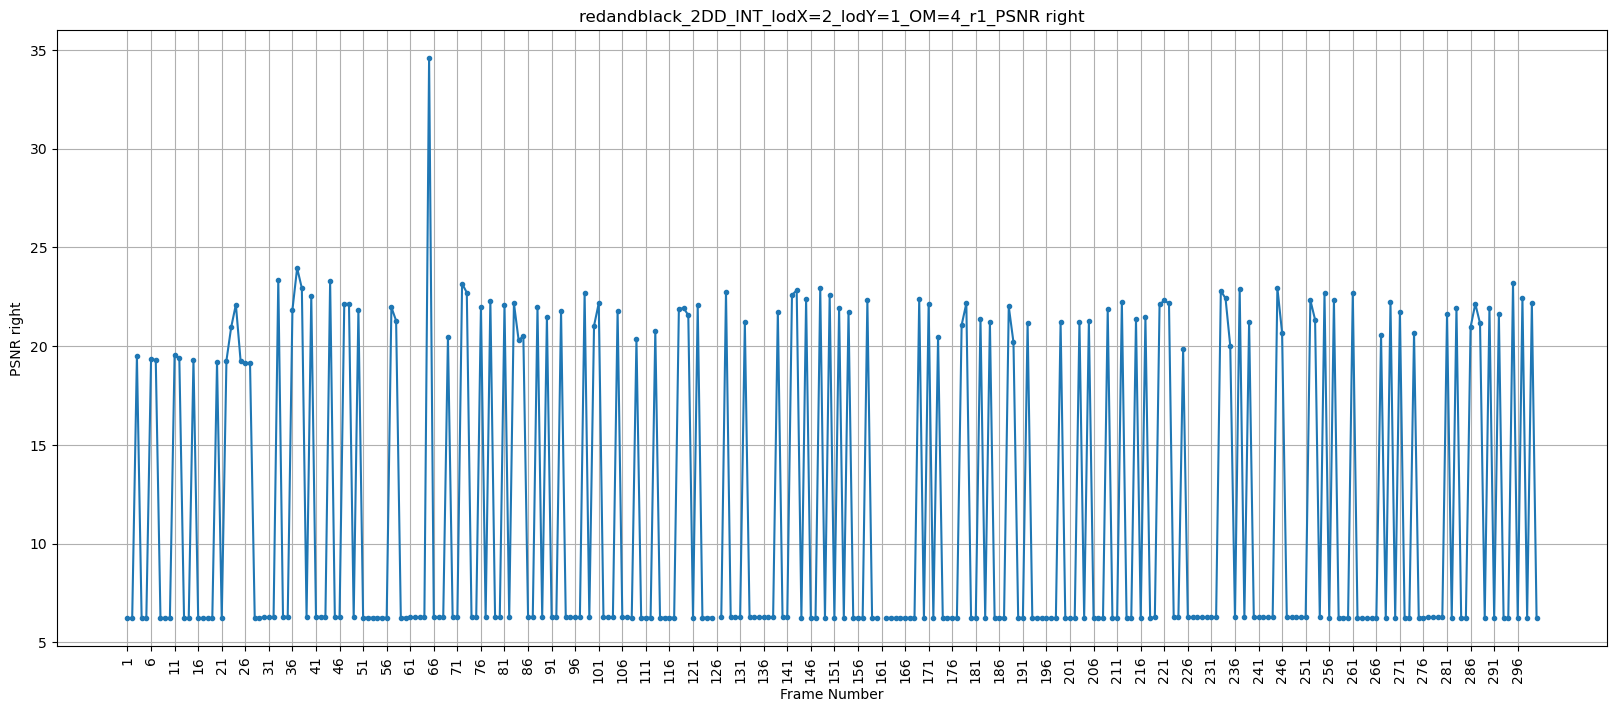 redandblack_2DD_INT_lodX=2_lodY=1_OM=4_r1_PSNR right
35
30
25
20
15
10
5
PSNR right
1 6 11 16 21 26 31 36 41 46 51 56 61 66 71 76 81 86 91 96 101 106 111 116 121 126 131 136 141 146 151 156 161 166 171 176 181 186 191 196 201 206 211 216 221 226 231 236 241 246 251 256 261 266 271 276 281 286 291 296
Frame Number